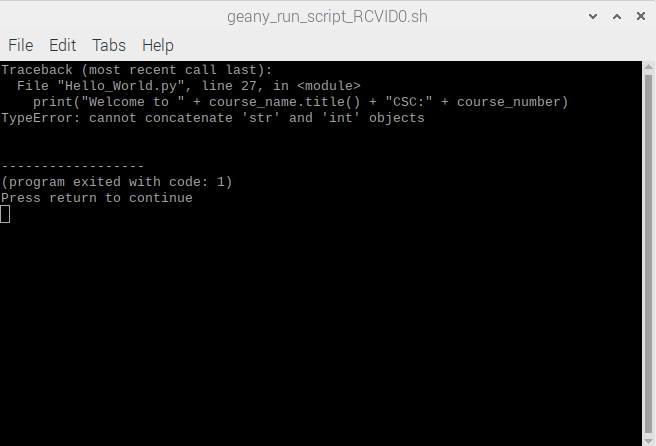 geany_run_script_RCVID0.sh
File Edit Tabs Help
Traceback (most recent call last):
  File "Hello_World.py", line 27, in <module>
    print("Welcome to " + course_name.title() + "CSC:" + course_number)
TypeError: cannot concatenate 'str' and 'int' objects
------------------
(program exited with code: 1)
Press return to continue